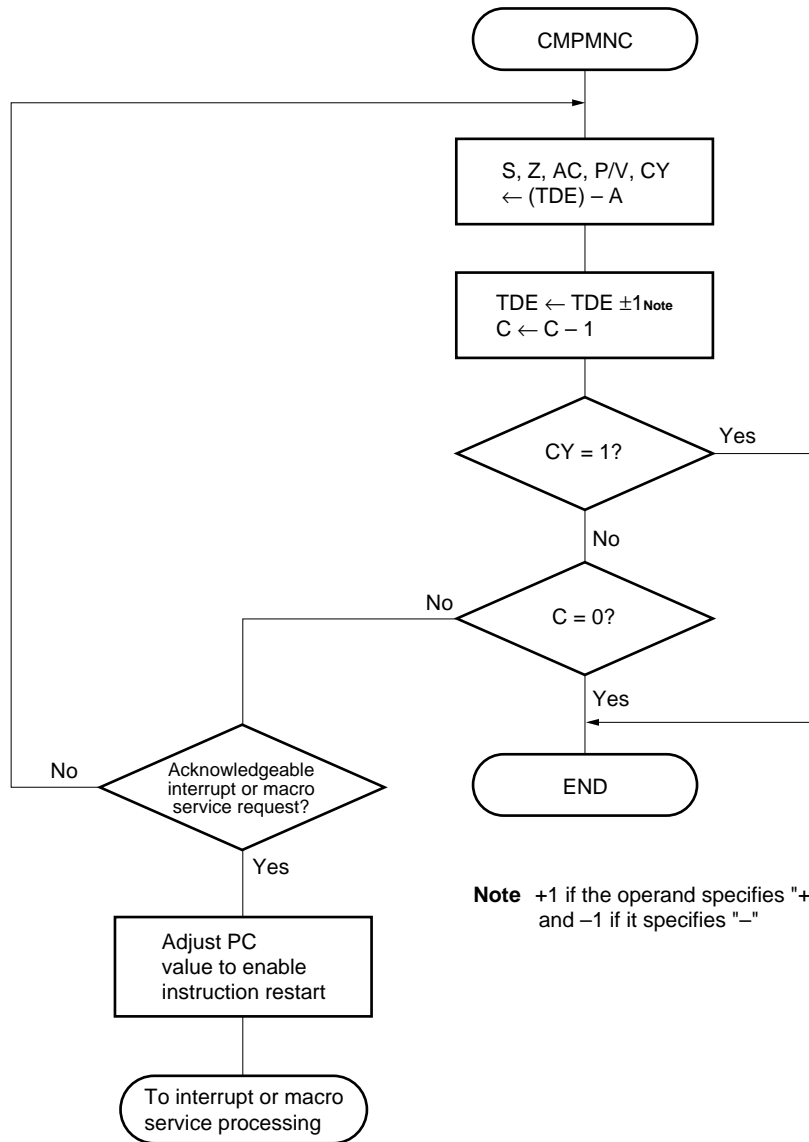 CMPMNC
S, Z, AC, P/V, CY
← (TDE) – A
TDE ← TDE ±1Note
C ← C – 1
CY = 1?
Yes
No
C = 0?
No
Yes
END
Acknowledgeable
interrupt or macro
service request?
No
Yes
Adjust PC
value to enable
instruction restart
To interrupt or macro
service processing
Note +1 if the operand specifies "+
and –1 if it specifies "–"